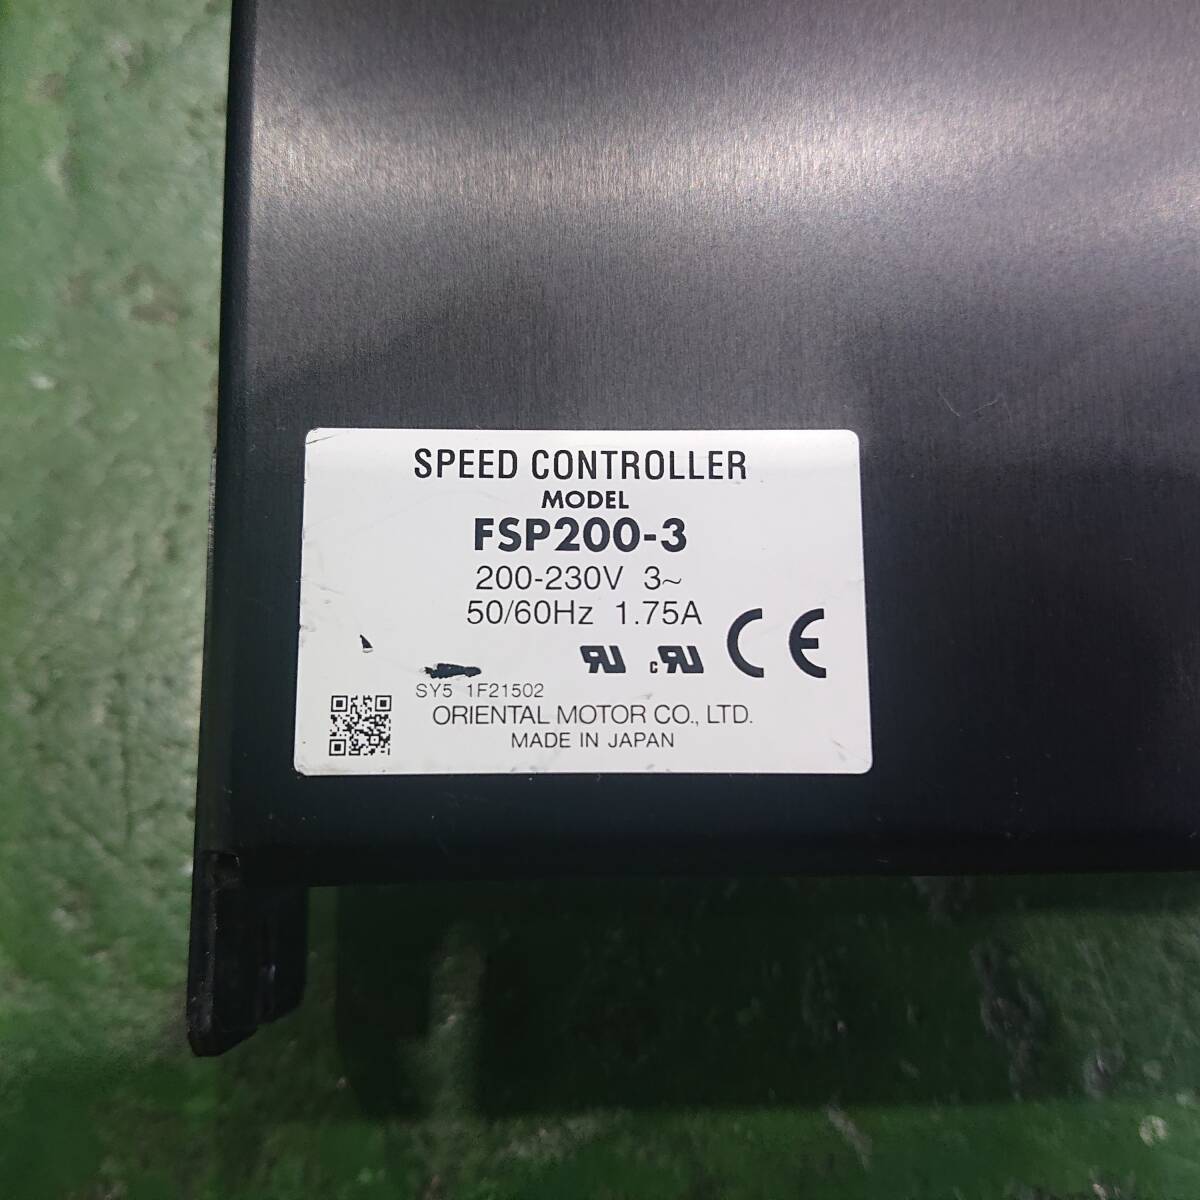 SPEED CONTROLLER
MODEL
FSP200-3
200-230V 3~
50/60Hz 1.75A
CE
SY5 1F21502
ORIENTAL MOTOR CO., LTD.
MADE IN JAPAN